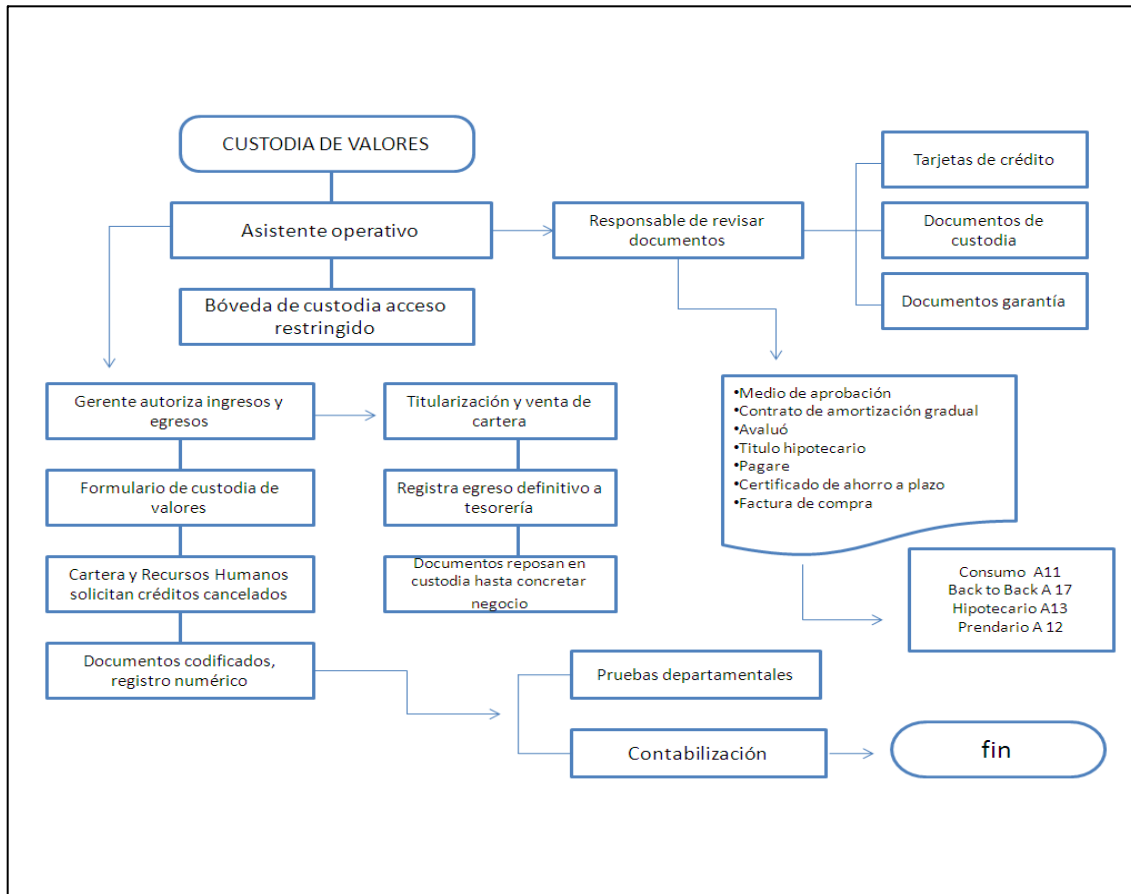 CUSTODIA DE VALORES
Asistente operativo
Bóveda de custodia acceso
restringido
Responsable de revisar
documentos
Tarjetas de crédito
Documentos de
custodia
Documentos garantía
Gerente autoriza ingresos y
egresos
Formulario de custodia de
valores
Cartera y Recursos Humanos
solicitan créditos cancelados
Documentos codificados,
registro numérico
Titularización y venta de
cartera
Registra egreso definitivo a
tesorería
Documentos reposan en
custodia hasta concretar
negocio
•Medio de aprobación
•Contrato de amortización gradual
•Avaluó
•Titulo hipotecario
•Pagare
•Certificado de ahorro a plazo
•Factura de compra
Consumo A11
Back to Back A 17
Hipotecario A13
Prendario A 12
Pruebas departamentales
Contabilización
fin